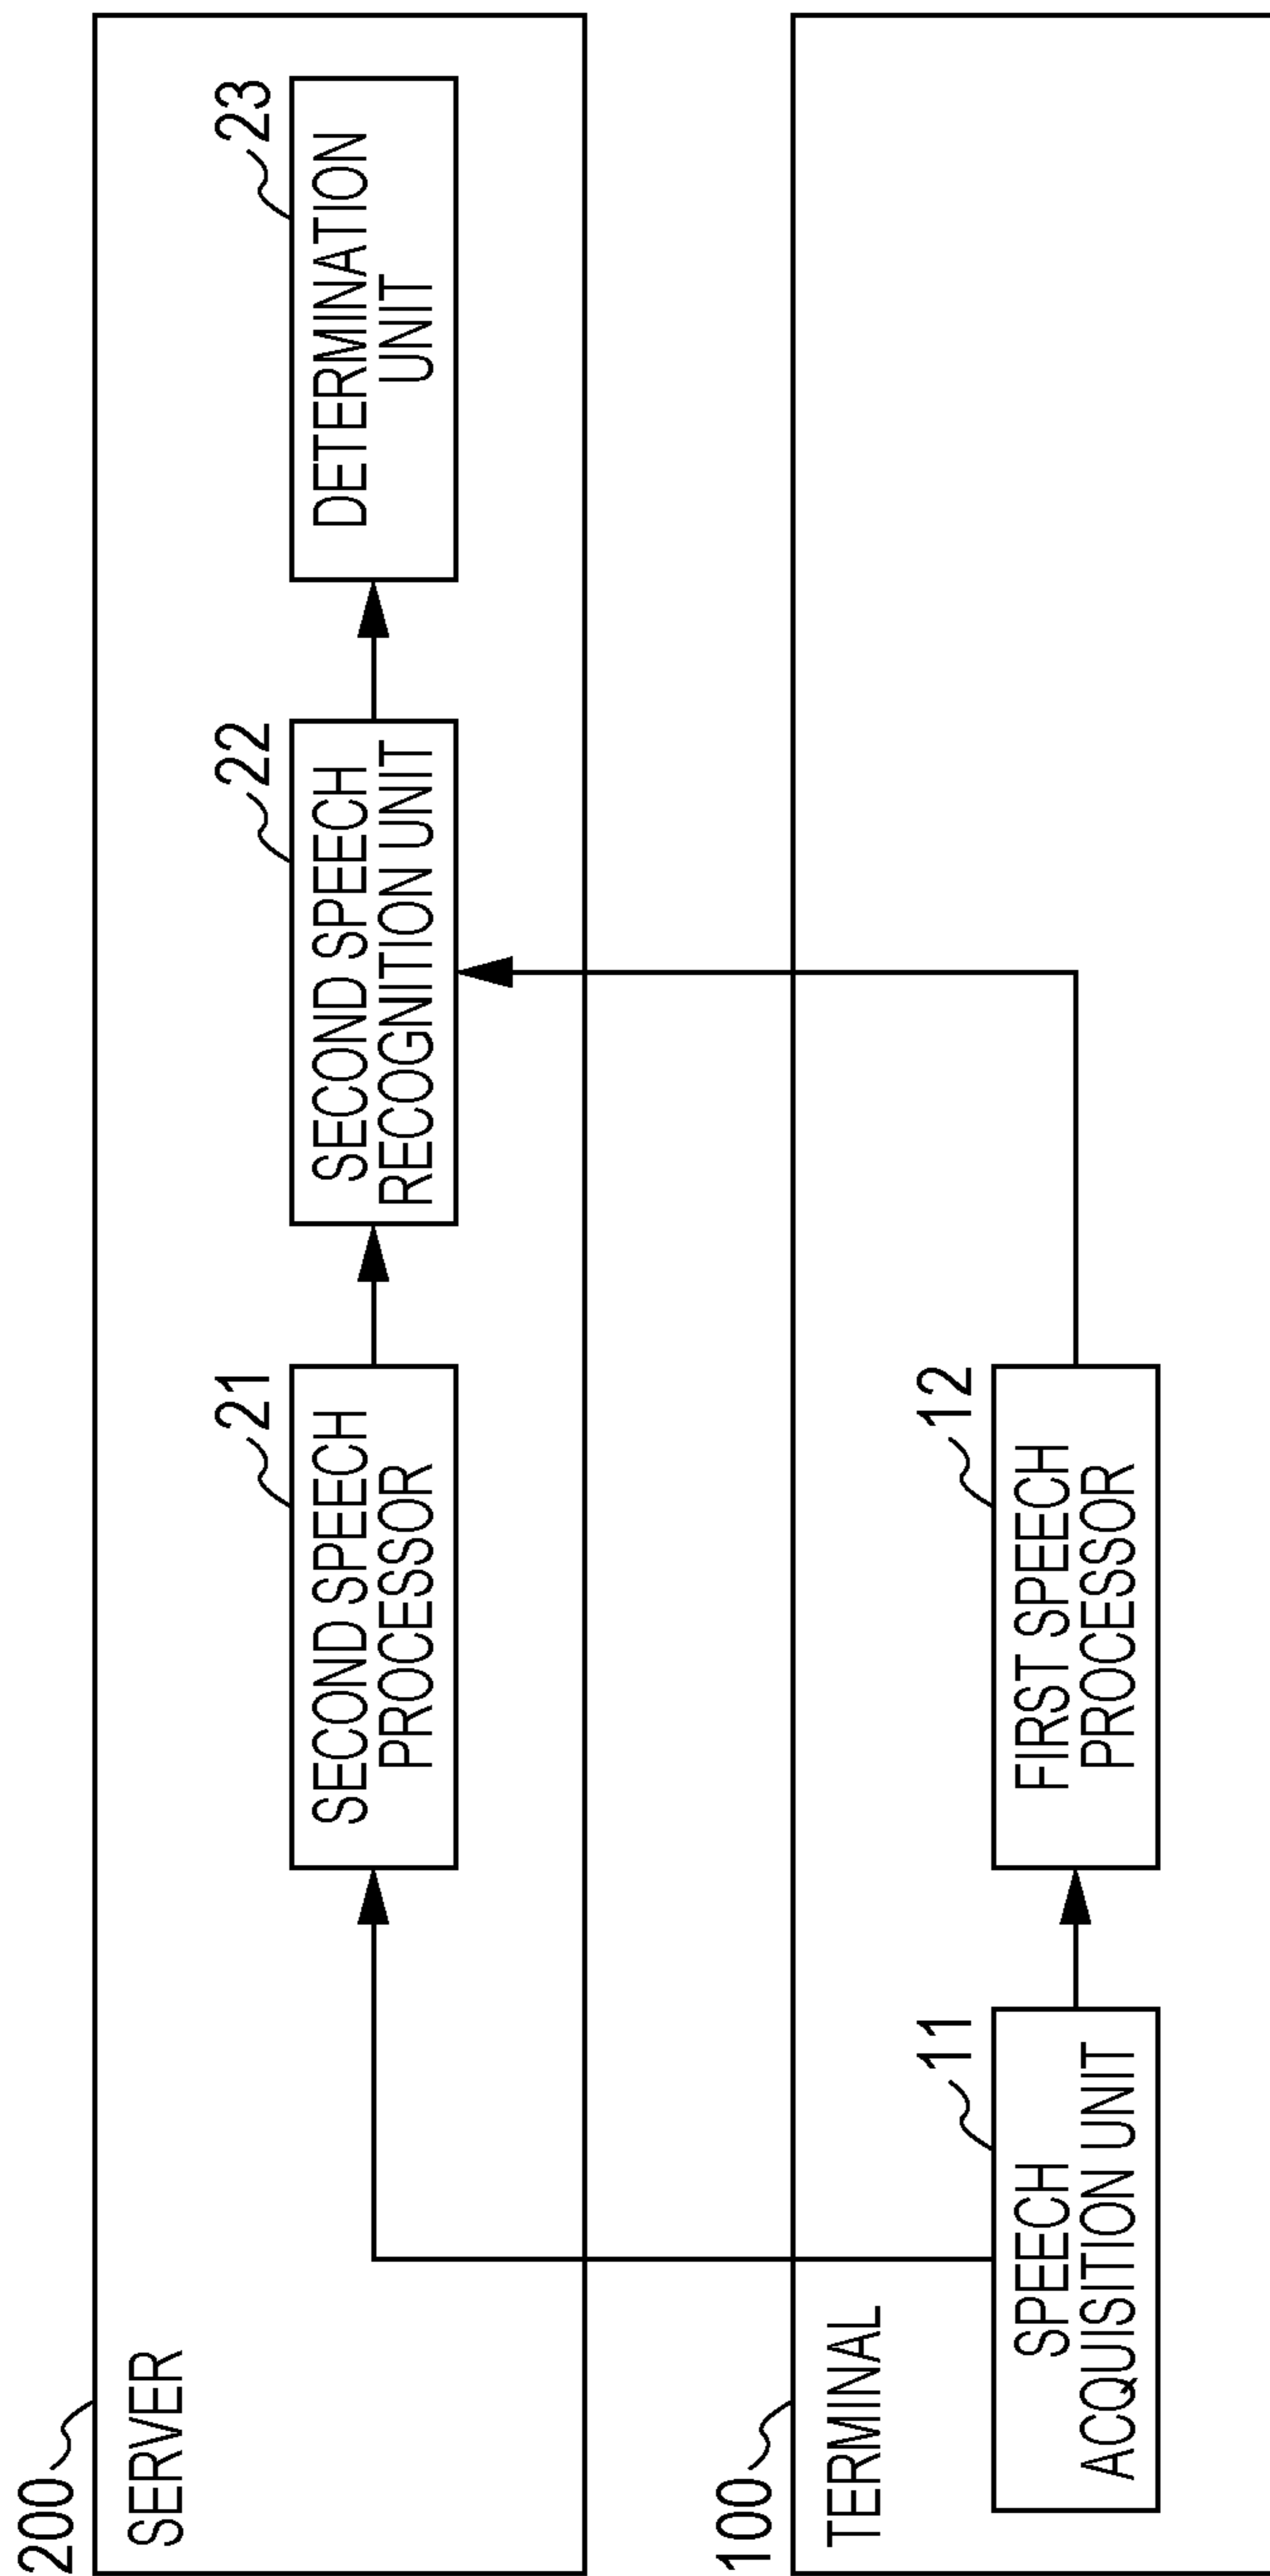 200
SERVER
21
SECOND SPEECH
PROCESSOR
22
SECOND SPEECH
RECOGNITION UNIT
23
DETERMINATION
UNIT
100
TERMINAL
11
SPEECH
ACQUISITION UNIT
12
FIRST SPEECH
PROCESSOR